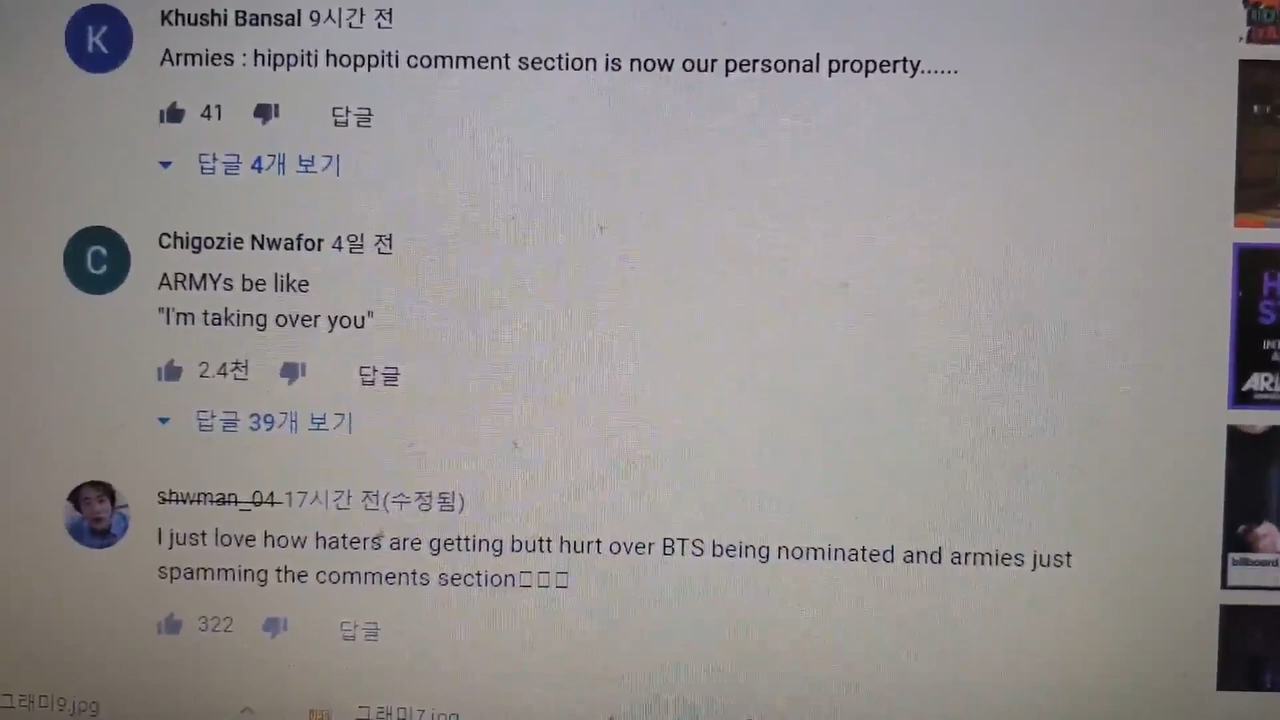 K
Khushi Bansal 9시간 전
Armies : hippiti hoppiti comment section is now our personal property......
41 답글
답글 4개 보기
C
Chigozie Nwafor 4일 전
ARMYs be like
"I'm taking over you"
2.4천 답글
답글 39개 보기
shwman_04 17시간 전(수정됨)
I just love how haters are getting butt hurt over BTS being nominated and armies just
spamming the comments section□□□
322 답글
billboard
그래미9.jpg
그래미7.jpg